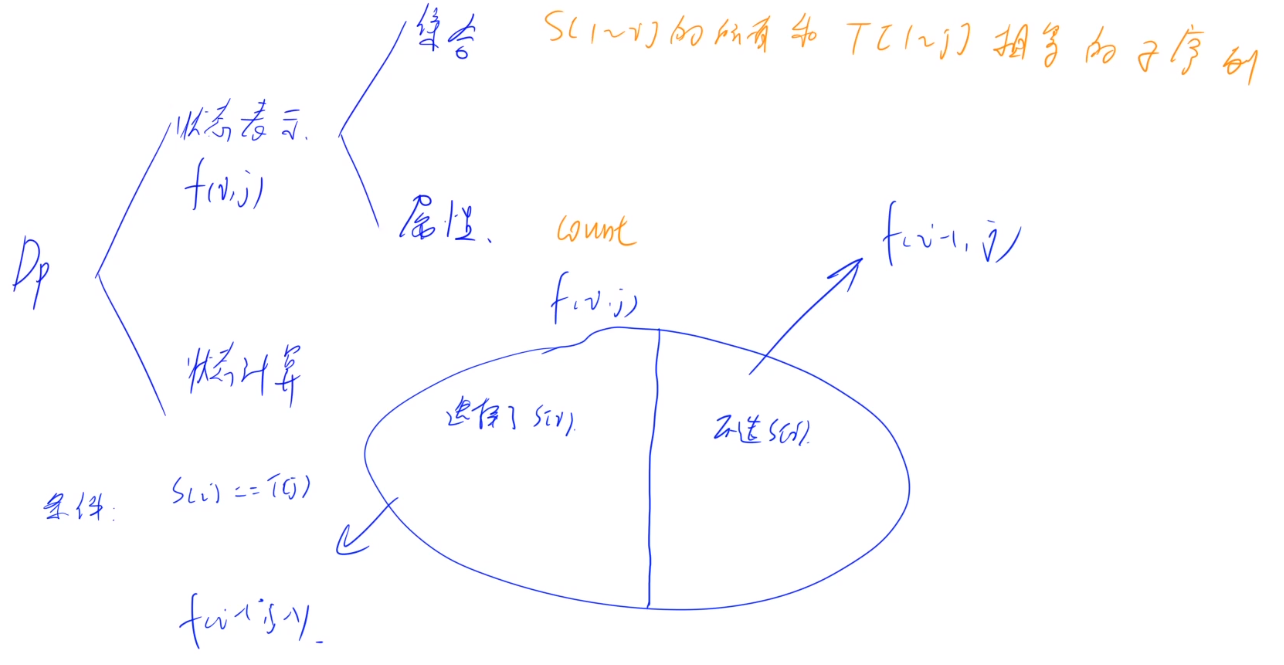 集合
S[1~i]的所有和T[1~j]相等的子序列
状态表示.
f(i,j)
属性、
count
f(i-1,j)
Dp
f(i,j)
状态计算
选择了S(i).
不选S(i).
条件:
S(i)==T(j)
f(i-1,j-1).